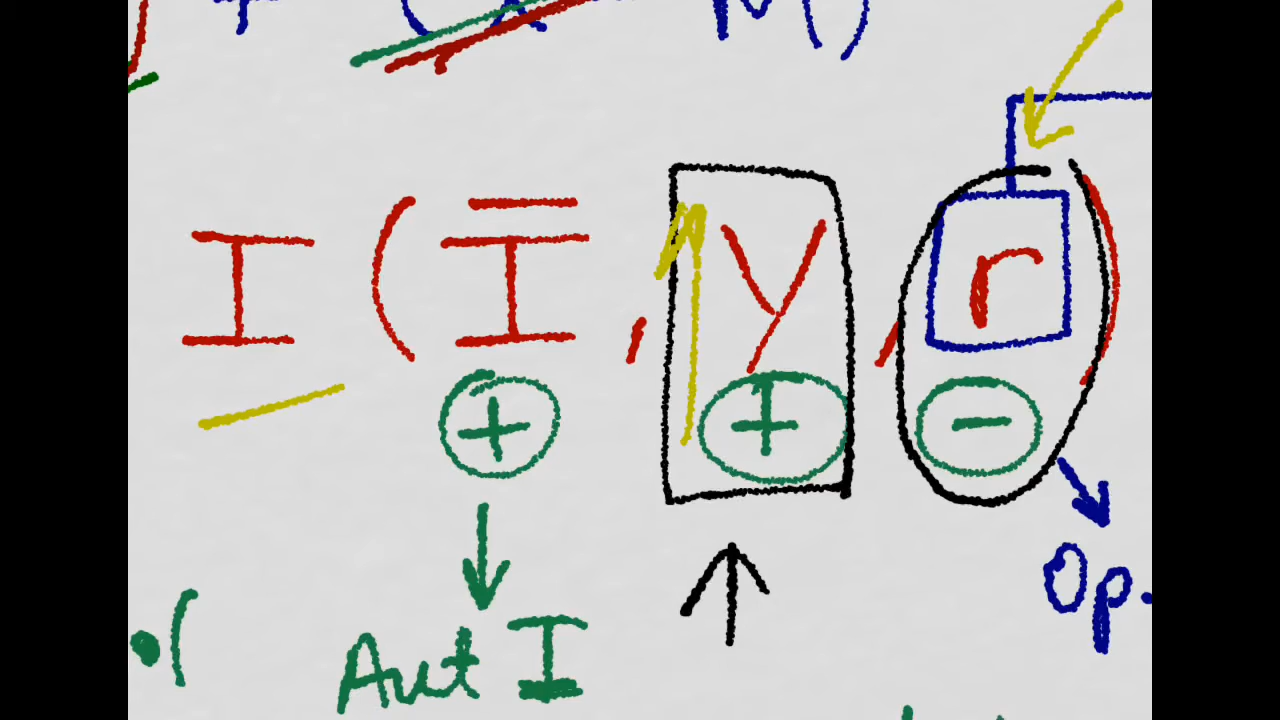 I ( Ī , Y , r )
+ + -
Op.
Aut I